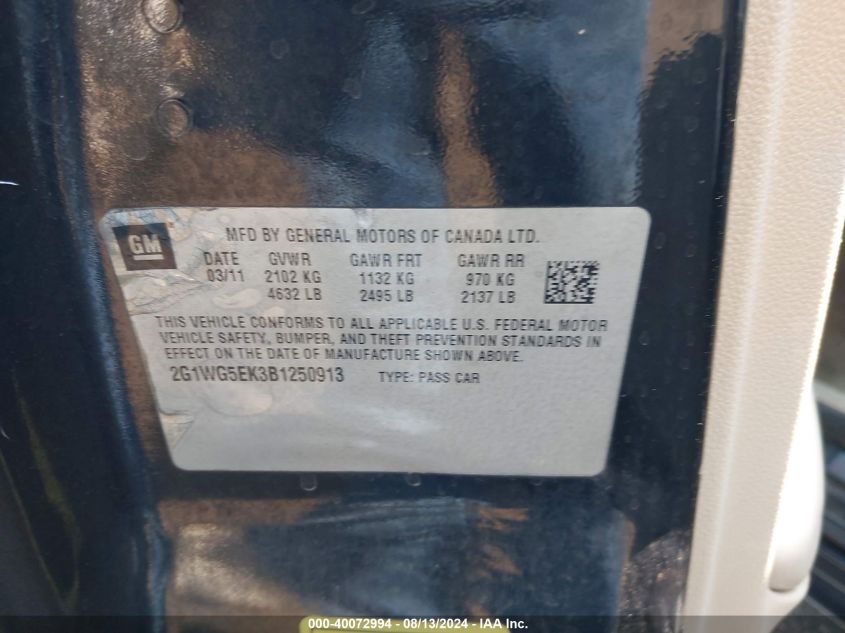 GM
MFD BY GENERAL MOTORS OF CANADA LTD.
DATE GVWR GAWR FRT GAWR RR
03/11 2102 KG 1132 KG 970 KG
4632 LB 2495 LB 2137 LB
THIS VEHICLE CONFORMS TO ALL APPLICABLE U.S. FEDERAL MOTOR
VEHICLE SAFETY, BUMPER, AND THEFT PREVENTION STANDARDS IN
EFFECT ON THE DATE OF MANUFACTURE SHOWN ABOVE.
2G1WG5EK3B1250913 TYPE: PASS CAR
000-40072994 - 08/13/2024 - IAA Inc.